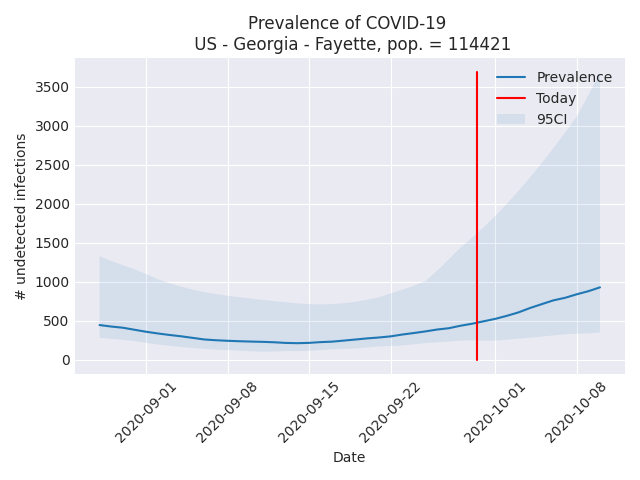 Prevalence of COVID-19
US - Georgia - Fayette, pop. = 114421
Prevalence
Today
95CI
# undetected infections
3500
3000
2500
2000
1500
1000
500
0
2020-09-01
2020-09-08
2020-09-15
2020-09-22
2020-10-01
2020-10-08
Date